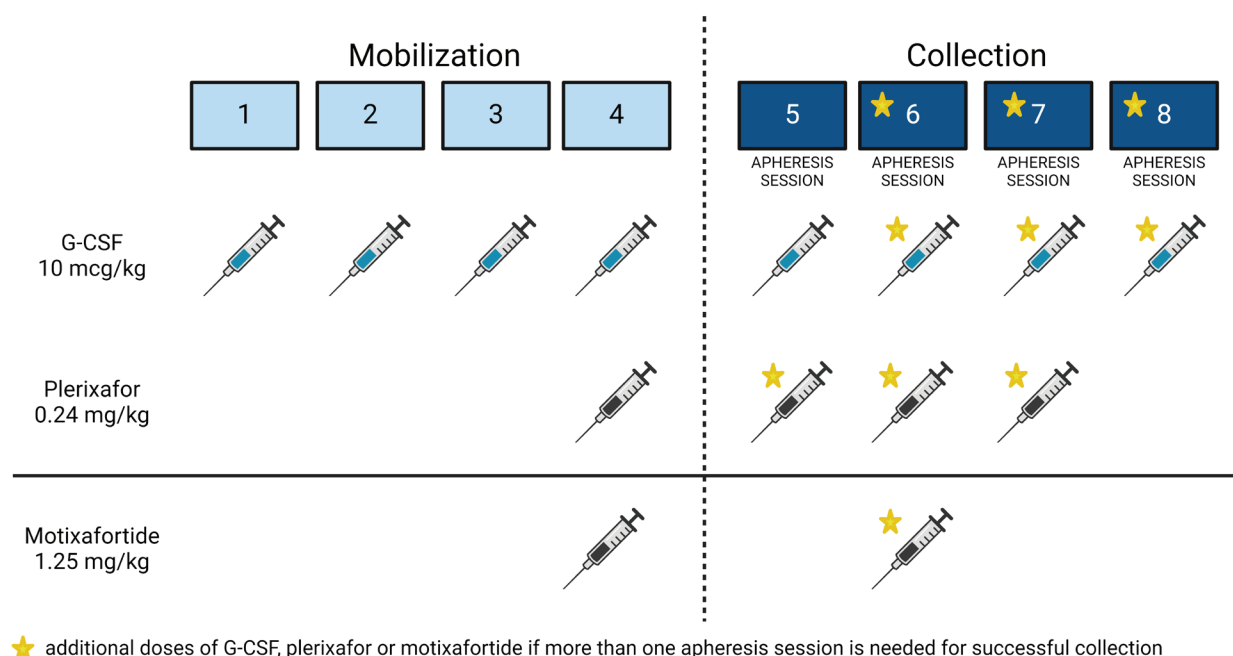 Mobilization
Collection
1
2
3
4
5
6
7
8
APHERESIS
SESSION
APHERESIS
SESSION
APHERESIS
SESSION
APHERESIS
SESSION
G-CSF
10 mcg/kg
Plerixafor
0.24 mg/kg
Motixafortide
1.25 mg/kg
additional doses of G-CSF, plerixafor or motixafortide if more than one apheresis session is needed for successful collection